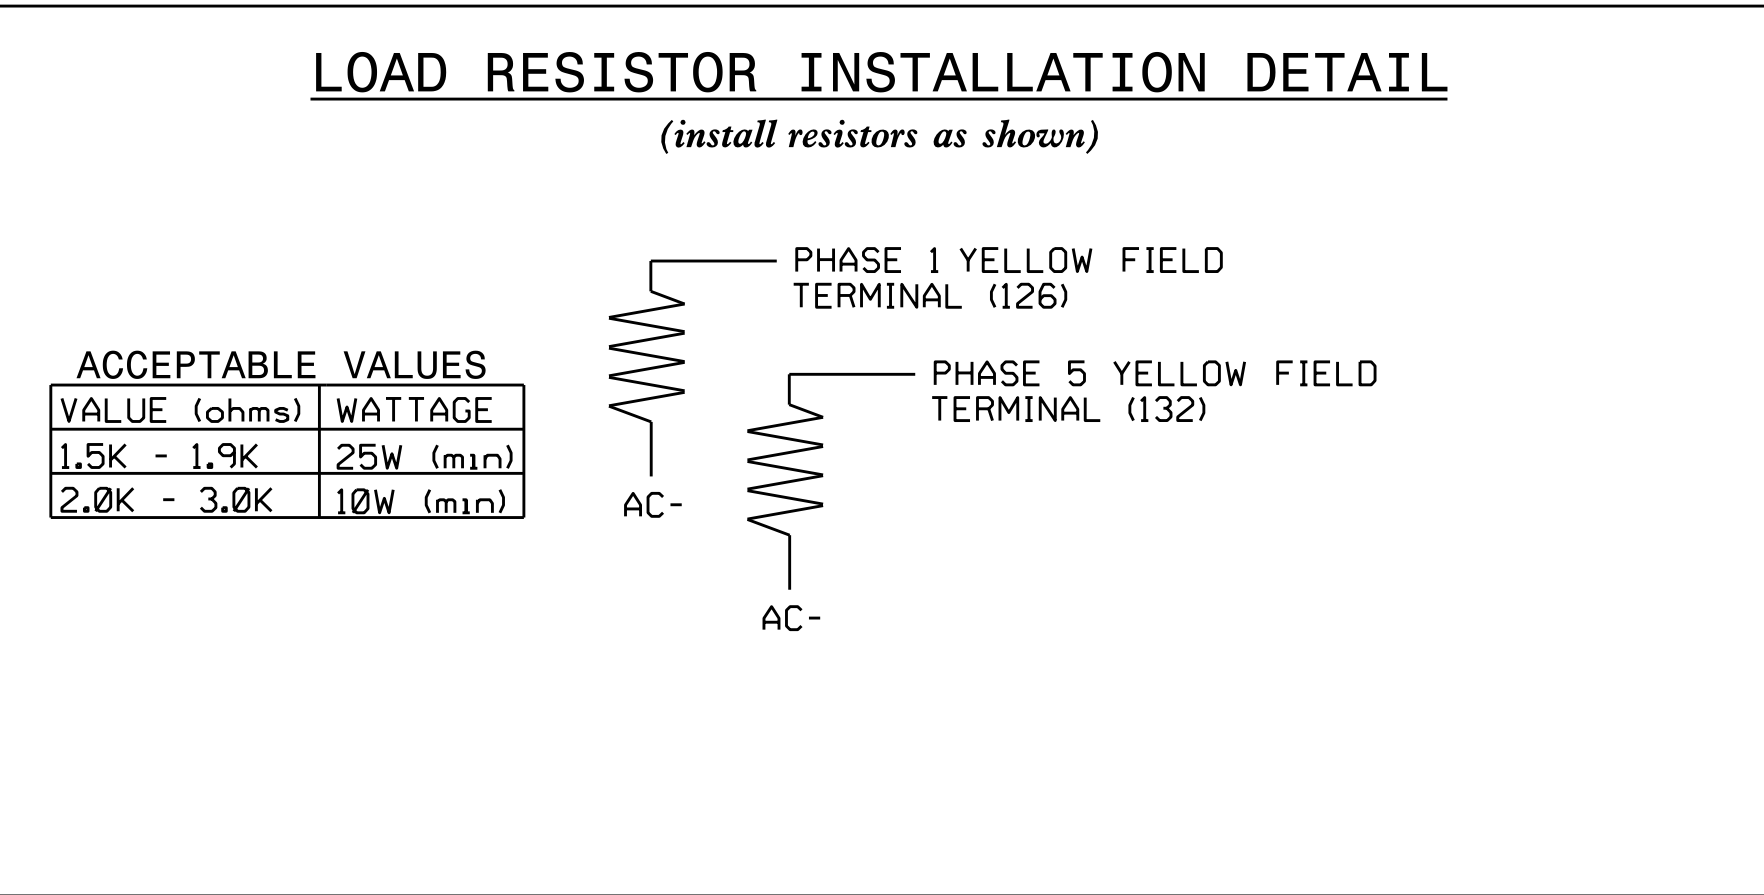 LOAD RESISTOR INSTALLATION DETAIL
(install resistors as shown)
PHASE 1 YELLOW FIELD
TERMINAL (126)
ACCEPTABLE VALUES
VALUE (ohms) WATTAGE
1.5K - 1.9K 25W (min)
2.0K - 3.0K 10W (min)
AC-
PHASE 5 YELLOW FIELD
TERMINAL (132)
AC-